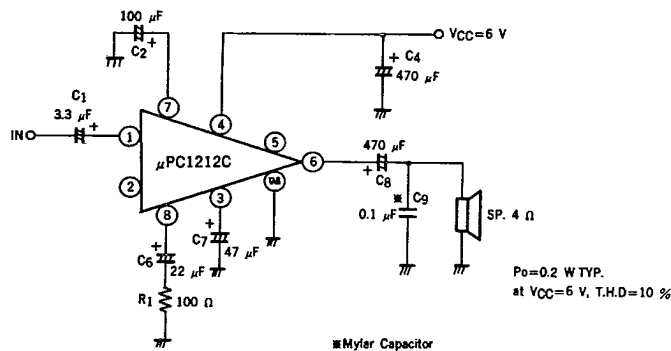 100 μF
C2 +
VCC=6 V
+ C4
470 μF
C1
3.3 μF +
IN
1
7
4
5
6
2
8
3
TAB
μPC1212C
470 μF
+ C8
※ C9
0.1 μF
SP. 4 Ω
+
C6
22 μF
+
C7
47 μF
R1
100 Ω
Po=0.2 W TYP.
at VCC=6 V, T.H.D=10 %
※Mylar Capacitor